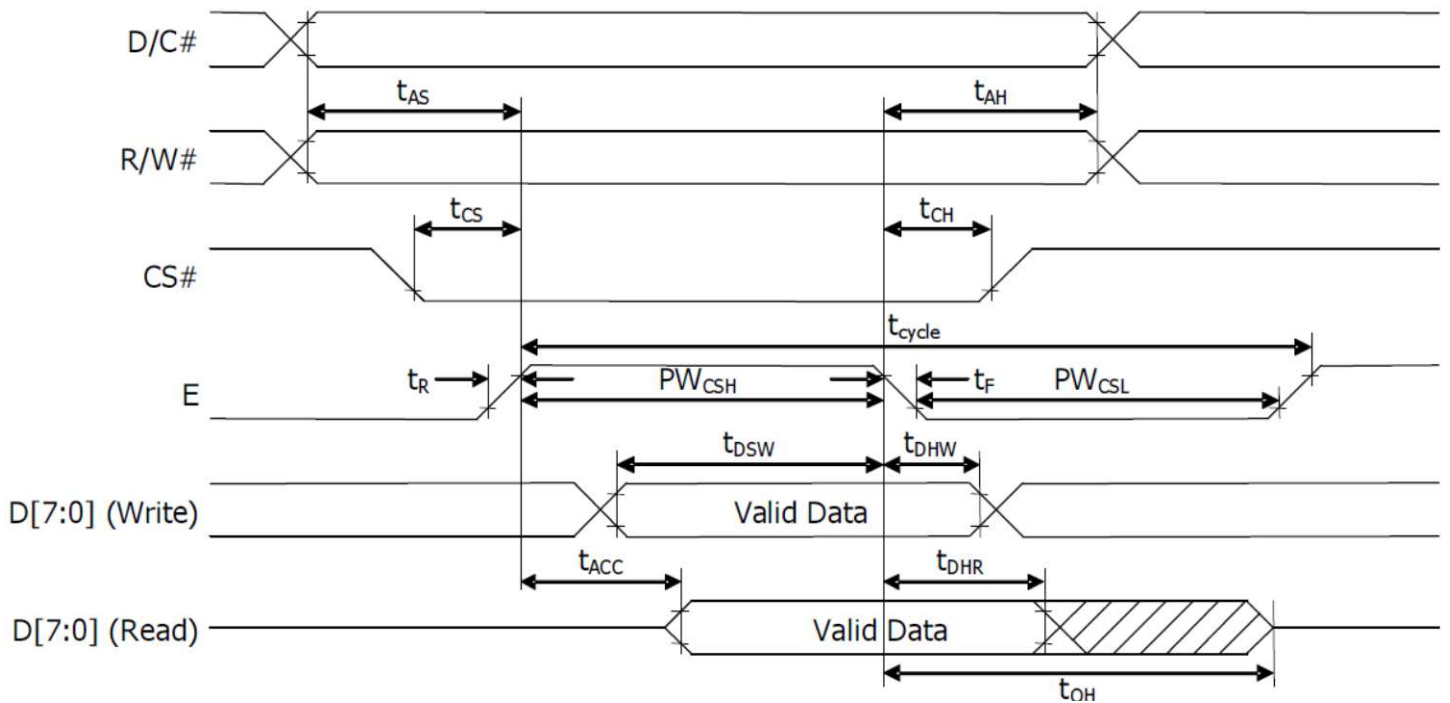 D/C#
tAS
tAH
R/W#
tCS
tCH
CS#
tcycle
E
tR
PWCSH
tF
PWCSL
tDSW
tDHW
D[7:0] (Write)
Valid Data
tACC
tDHR
D[7:0] (Read)
Valid Data
tOH